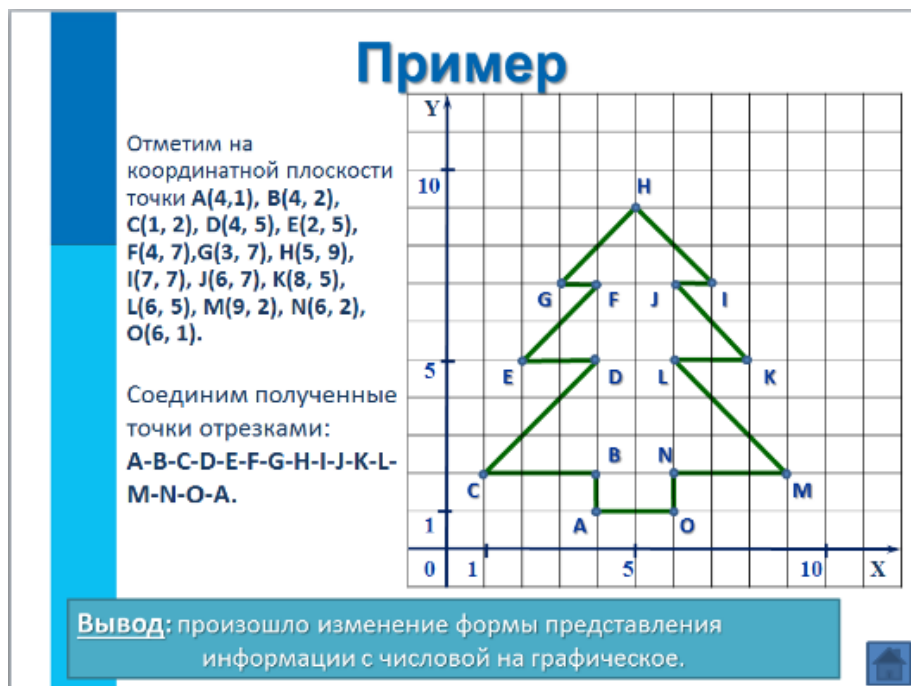 Пример
Отметим на
координатной плоскости
точки A(4,1), B(4, 2),
C(1, 2), D(4, 5), E(2, 5),
F(4, 7),G(3, 7), H(5, 9),
I(7, 7), J(6, 7), K(8, 5),
L(6, 5), M(9, 2), N(6, 2),
O(6, 1).
Соединим полученные
точки отрезками:
A-B-C-D-E-F-G-H-I-J-K-L-
M-N-O-A.
Y
10
H
G F J I
5
E D L K
B N
C M
1
A O
0 1 5 10 X
Вывод: произошло изменение формы представления
информации с числовой на графическое.